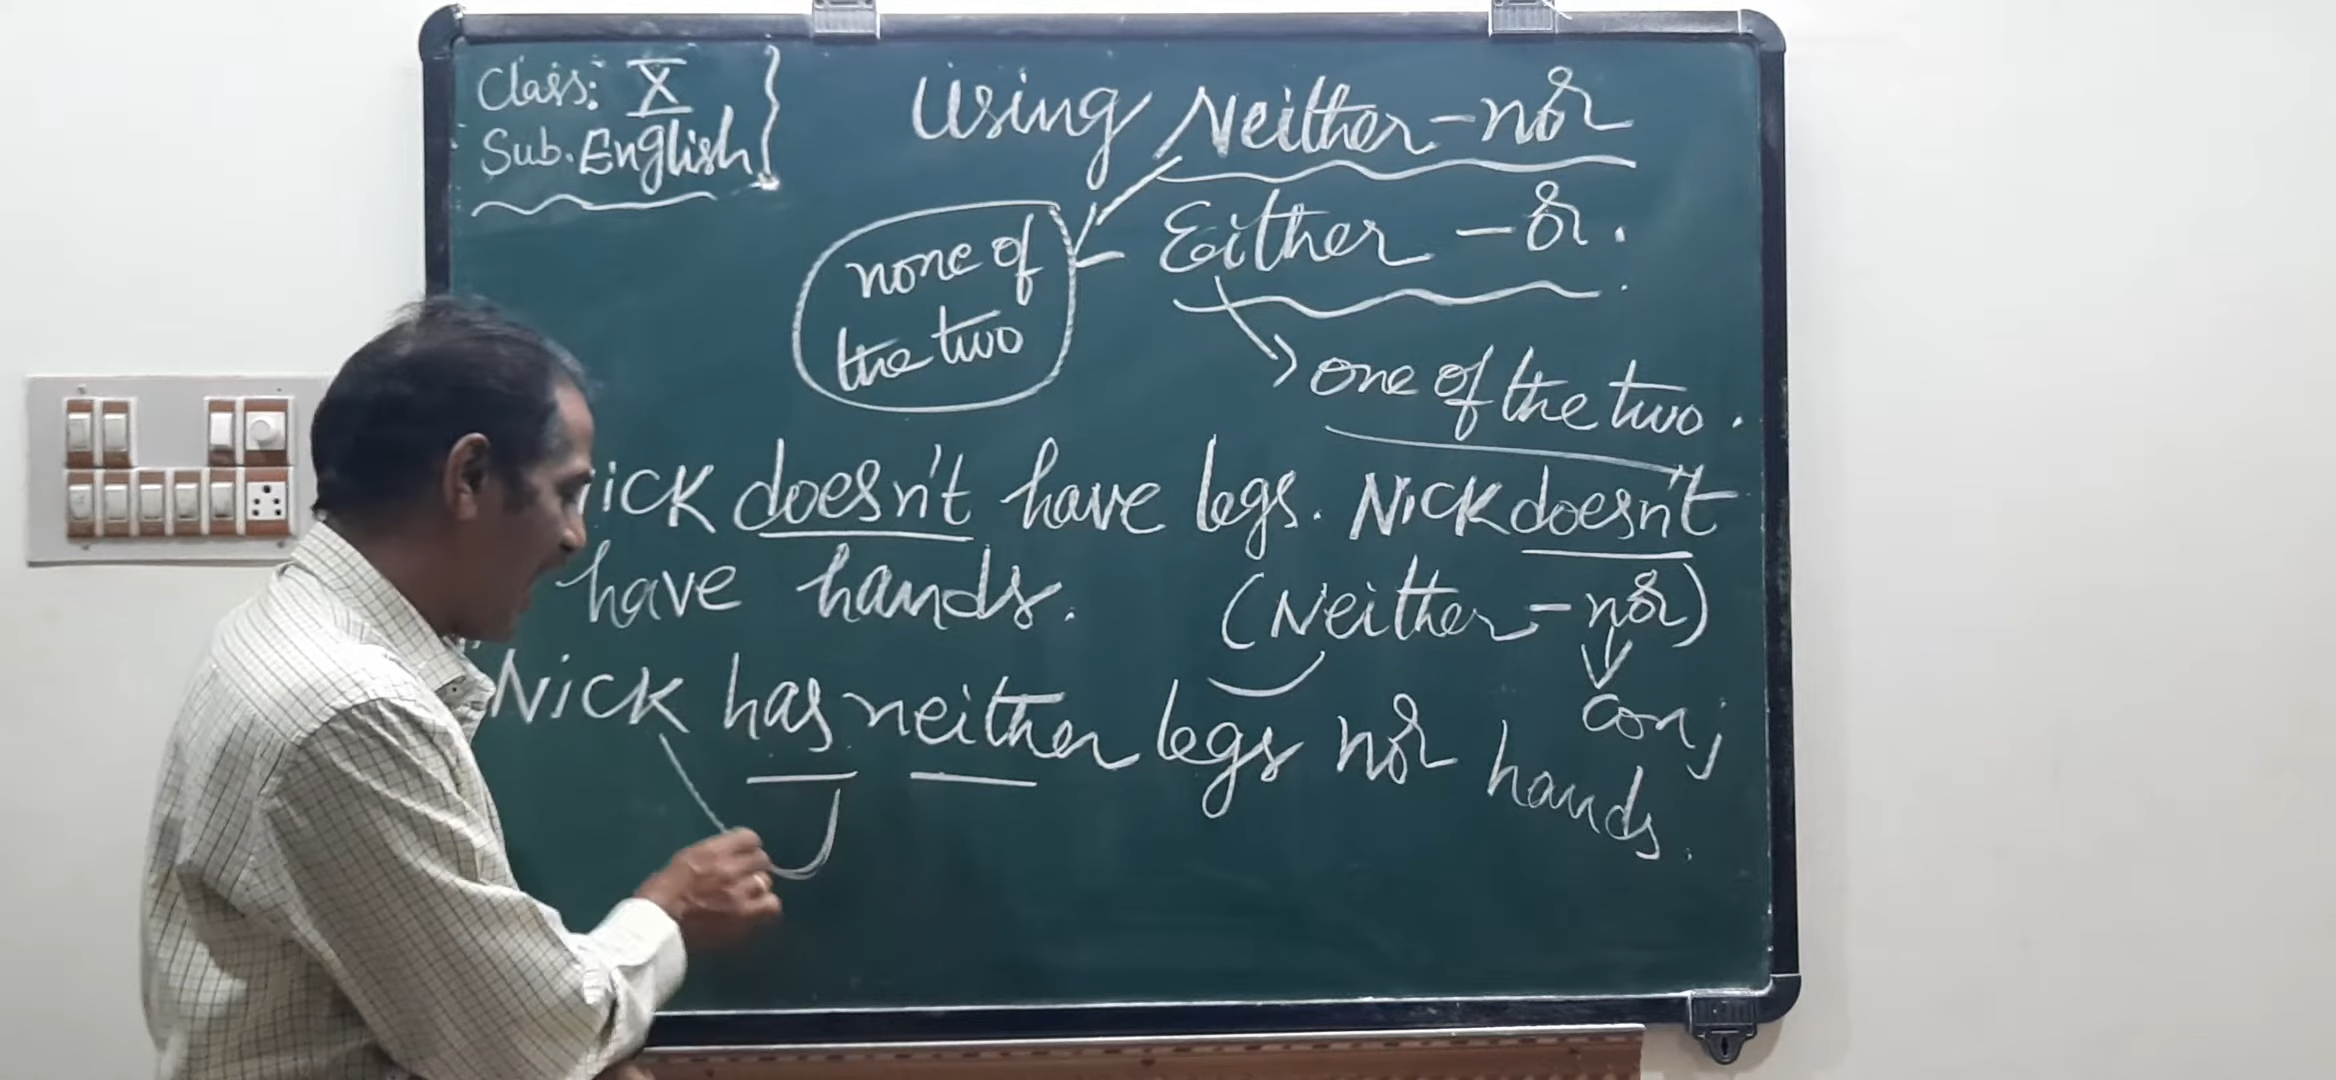 Class: X
Sub. English
Using Neither - nor
Either - or.
none of
the two
one of the two.
Nick doesn't have legs. Nick doesn't
have hands. (Neither - nor)
conj
Nick has neither legs nor hands.